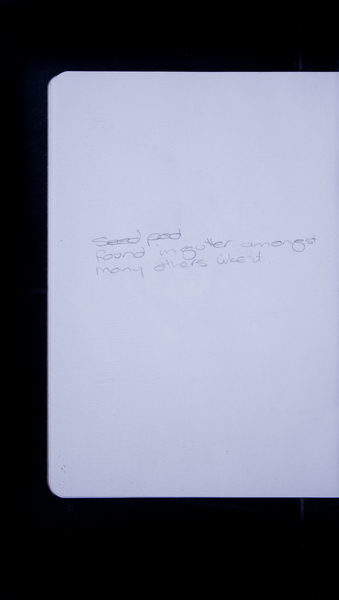 Seed pod
found in gutter amongst
many others like it.